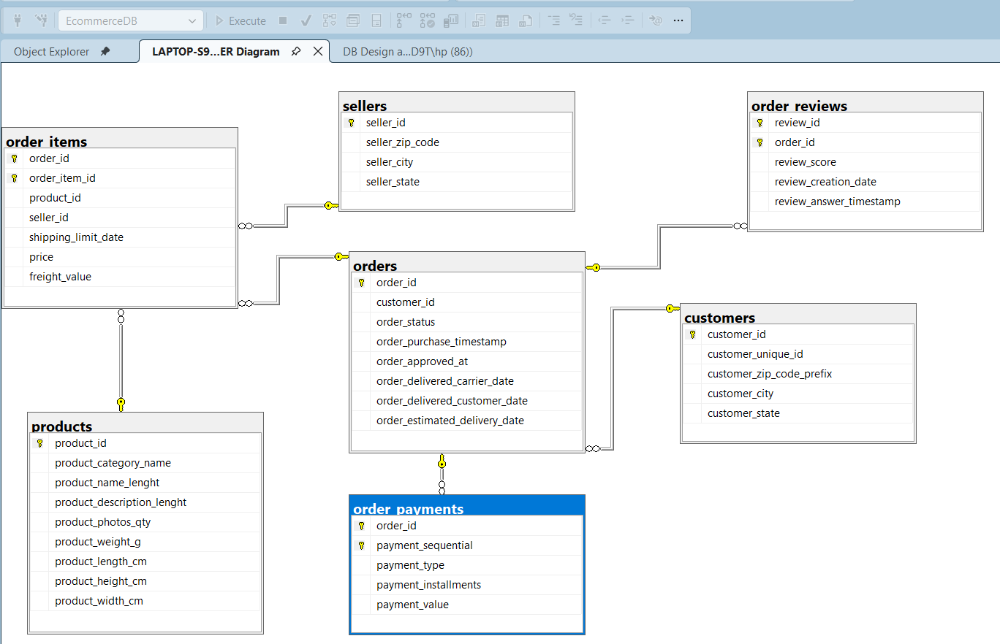 EcommerceDB
Execute
Object Explorer
LAPTOP-S9...ER Diagram
DB Design a...D9T\hp (86))
sellers
seller_id
seller_zip_code
seller_city
seller_state
order_reviews
review_id
order_id
review_score
review_creation_date
review_answer_timestamp
order_items
order_id
order_item_id
product_id
seller_id
shipping_limit_date
price
freight_value
orders
order_id
customer_id
order_status
order_purchase_timestamp
order_approved_at
order_delivered_carrier_date
order_delivered_customer_date
order_estimated_delivery_date
customers
customer_id
customer_unique_id
customer_zip_code_prefix
customer_city
customer_state
products
product_id
product_category_name
product_name_lenght
product_description_lenght
product_photos_qty
product_weight_g
product_length_cm
product_height_cm
product_width_cm
order_payments
order_id
payment_sequential
payment_type
payment_installments
payment_value